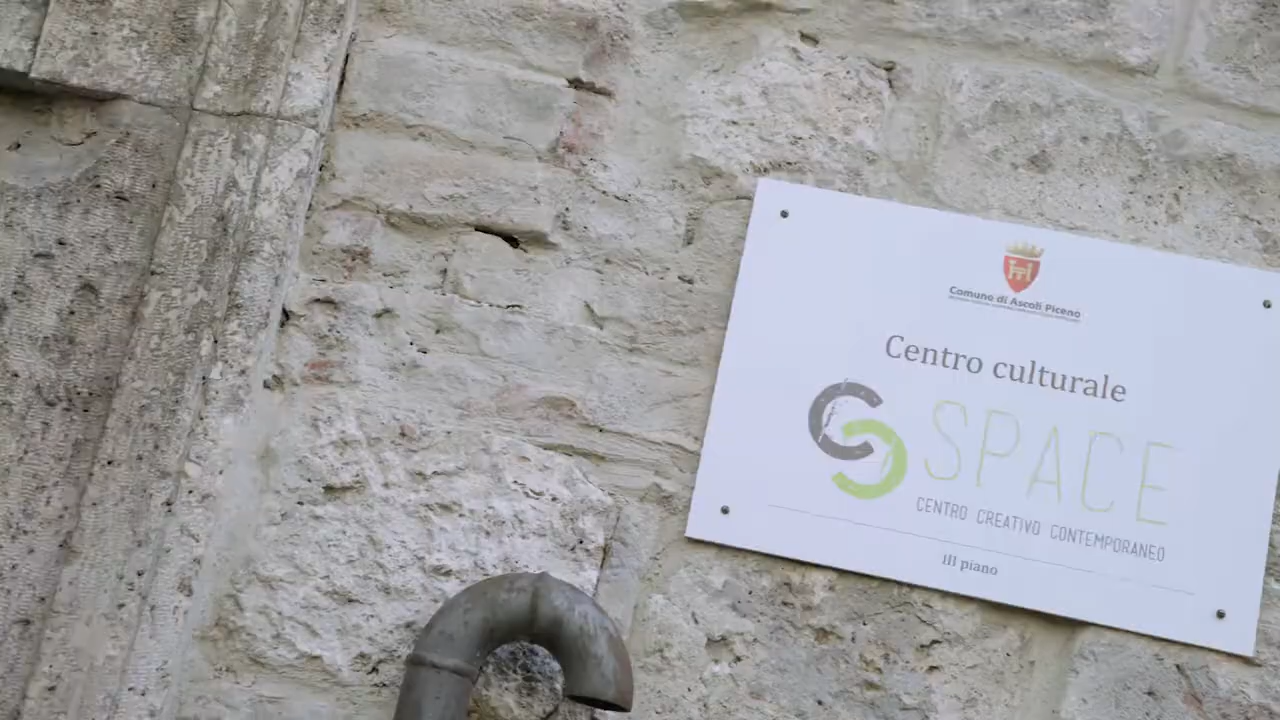 Comune di Ascoli Piceno
Centro culturale
SPACE
CENTRO CREATIVO CONTEMPORANEO
III piano